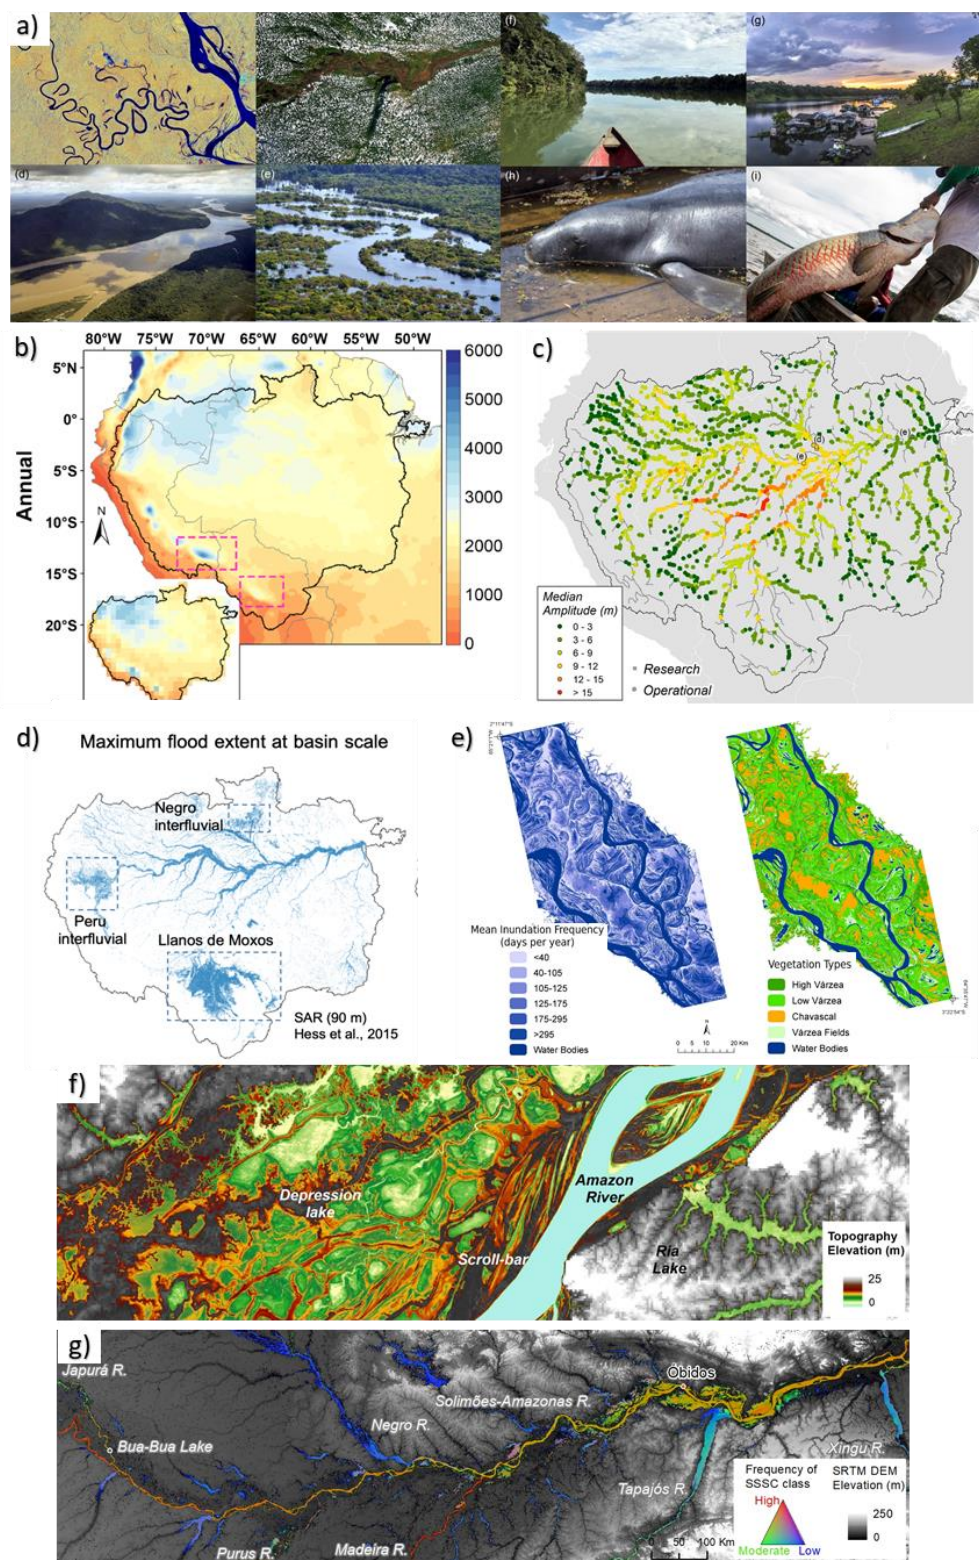 a)
(f)
(g)
(d)
(e)
(h)
(i)
b)
80°W 75°W 70°W 65°W 60°W 55°W 50°W
5°N
0°
5°S
10°S
15°S
20°S
Annual
N
6000
5000
4000
3000
2000
1000
0
c)
(d)
(e)
(e)
Median
Amplitude (m)
0 - 3
3 - 6
6 - 9
9 - 12
12 - 15
> 15
Research
Operational
d)
Maximum flood extent at basin scale
Negro
interfluvial
Peru
interfluvial
Llanos de Moxos
SAR (90 m)
Hess et al., 2015
e)
2°11'47"S
Mean Inundation Frequency
(days per year)
<40
40-105
105-125
125-175
175-295
>295
Water Bodies
N
0 5 10 20 Km
Vegetation Types
High Várzea
Low Várzea
Chavascal
Várzea Fields
Water Bodies
f)
Depression
lake
Scroll-bar
Amazon
River
Ria
Lake
Topography
Elevation (m)
25
0
g)
Japurá R.
Bua-Bua Lake
Purus R.
Negro R.
Madeira R.
Solimões-Amazonas R.
Óbidos
Tapajós R.
Xingu R.
0 50 100 Km
Frequency of
SSSC class
High
Moderate Low
SRTM DEM
Elevation (m)
250
0